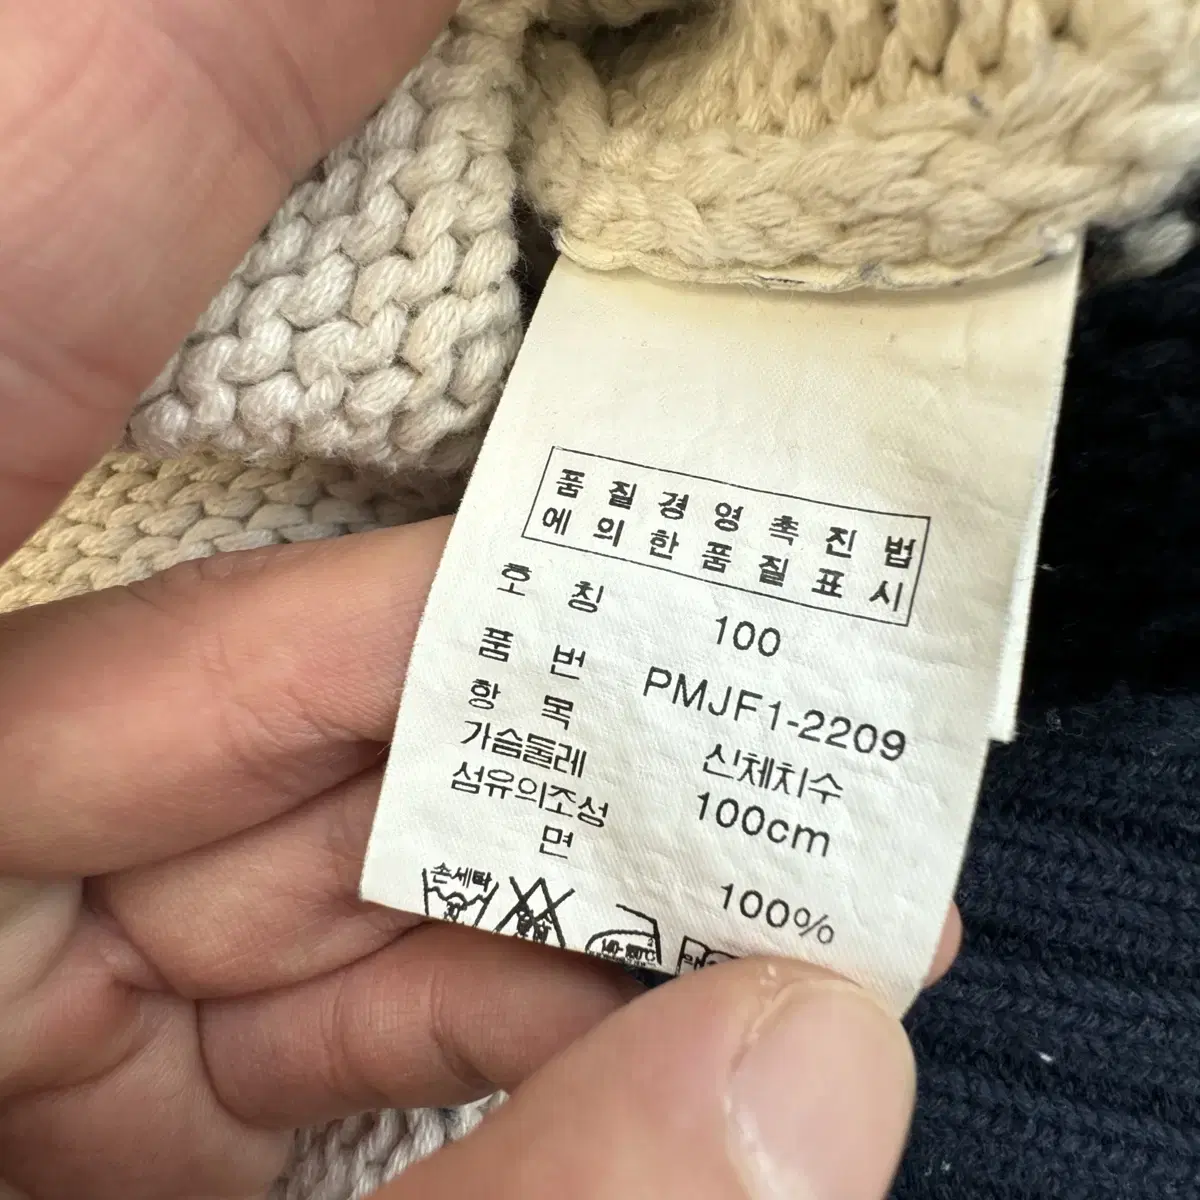 품질경영촉진법
에의한품질표시
호 칭 100
품 번 PMJF1-2209
항 목 신체치수
가슴둘레 100cm
섬유의조성
면 100%
손세탁